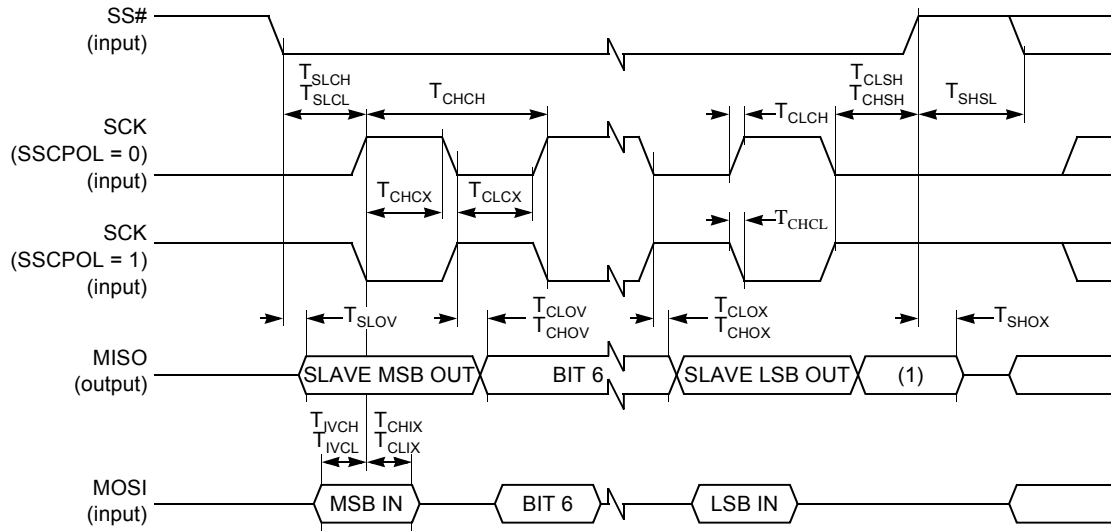 SS#
(input)
TSLCH
TSLCL
TCHCH
TCLCH
TCLSH
TCHSH
TSHSL
SCK
(SSCPOL = 0)
(input)
TCHCX
TCLCX
SCK
(SSCPOL = 1)
(input)
TCHCL
TSLOV
TCLOV
TCHOV
TCLOX
TCHOX
TSHOX
MISO
(output)
SLAVE MSB OUT
BIT 6
SLAVE LSB OUT
(1)
TIVCH
TIVCL
TCHIX
TCLIX
MOSI
(input)
MSB IN
BIT 6
LSB IN